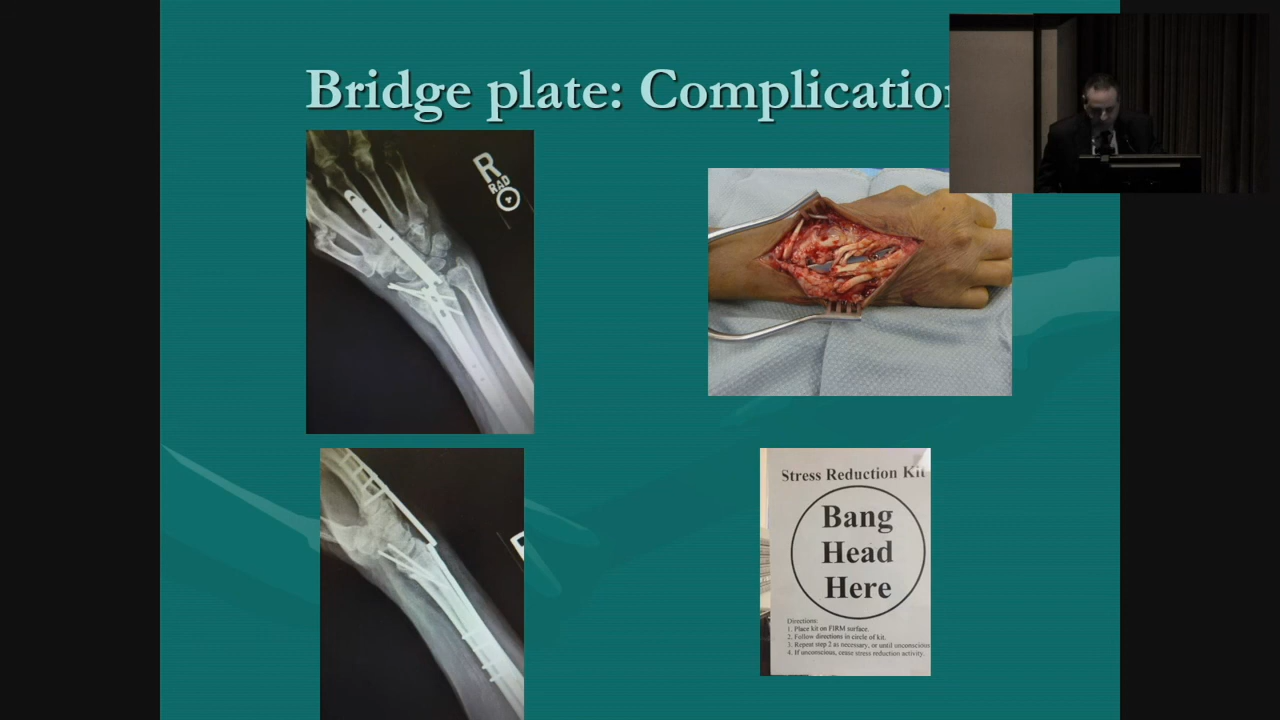 Bridge plate: Complication
R
RAD
Stress Reduction Kit
Bang
Head
Here
Directions:
1. Place kit on FIRM surface.
2. Follow directions in circle of kit.
3. Repeat step 2 as necessary, or until unconscious
4. If unconscious, cease stress reduction activity.